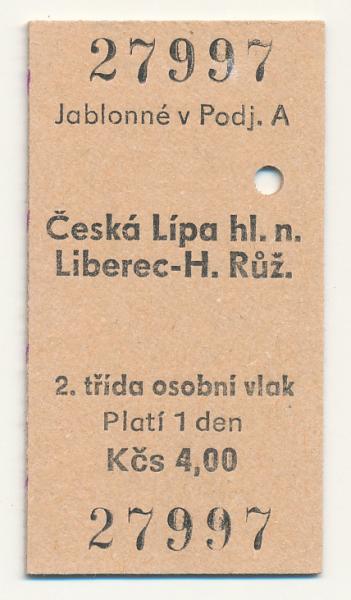 27997
Jablonné v Podj. A
Česká Lípa hl. n.
Liberec-H. Růž.
2. třída osobní vlak
Platí 1 den
Kčs 4,00
27997